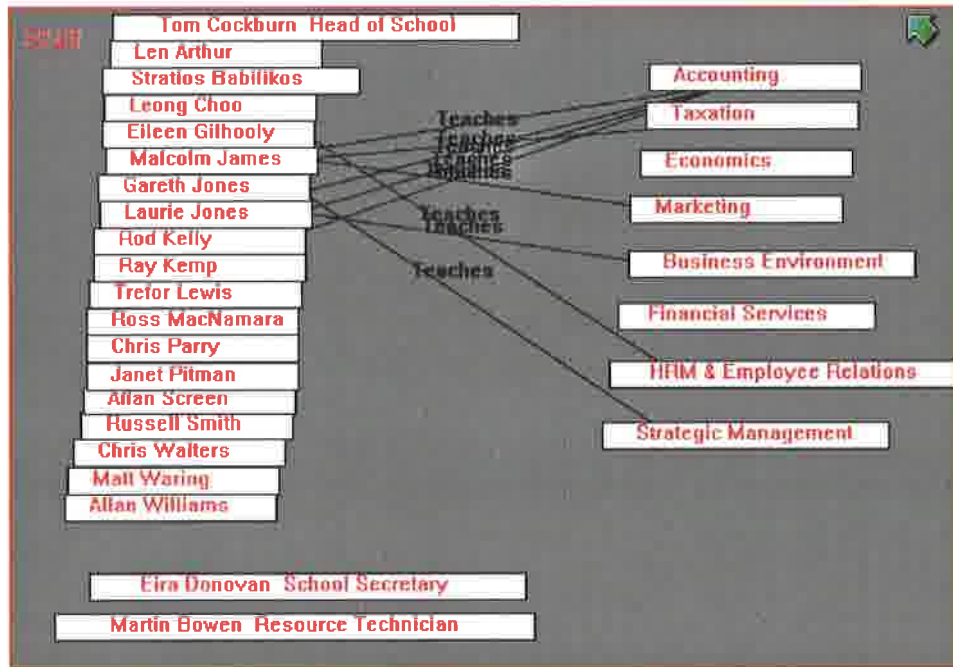 Staff
Tom Cockburn Head of School
Len Arthur
Stratios Babilikos
Leong Choo
Eileen Gilhooly
Malcolm James
Gareth Jones
Laurie Jones
Rod Kelly
Ray Kemp
Trefor Lewis
Ross MacNamara
Chris Parry
Janet Pitman
Allan Screen
Russell Smith
Chris Walters
Matt Waring
Allan Williams
Eira Donovan School Secretary
Martin Bowen Resource Technician
Teaches
Teaches
Teaches
Teaches
Teaches
Teaches
Teaches
Accounting
Taxation
Economics
Marketing
Business Environment
Financial Services
HRM & Employee Relations
Strategic Management